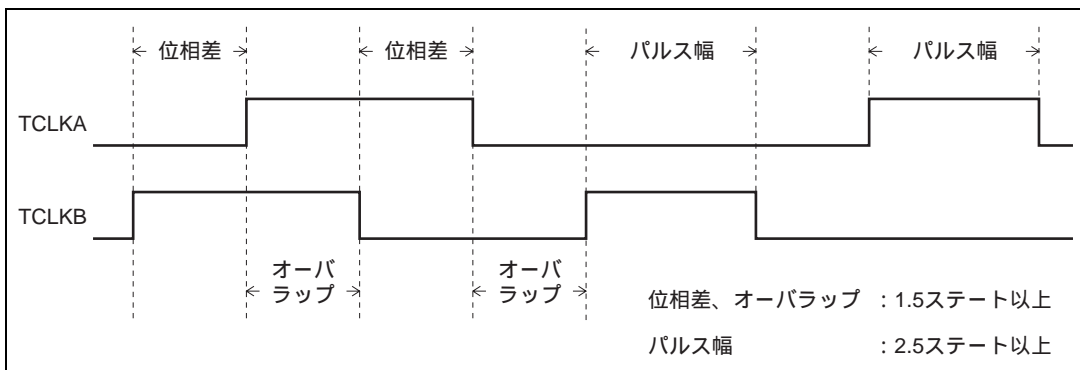 位相差 位相差 パルス幅 パルス幅
TCLKA
TCLKB
オーバ
ラップ
オーバ
ラップ
位相差、オーバラップ :1.5ステート以上
パルス幅 :2.5ステート以上